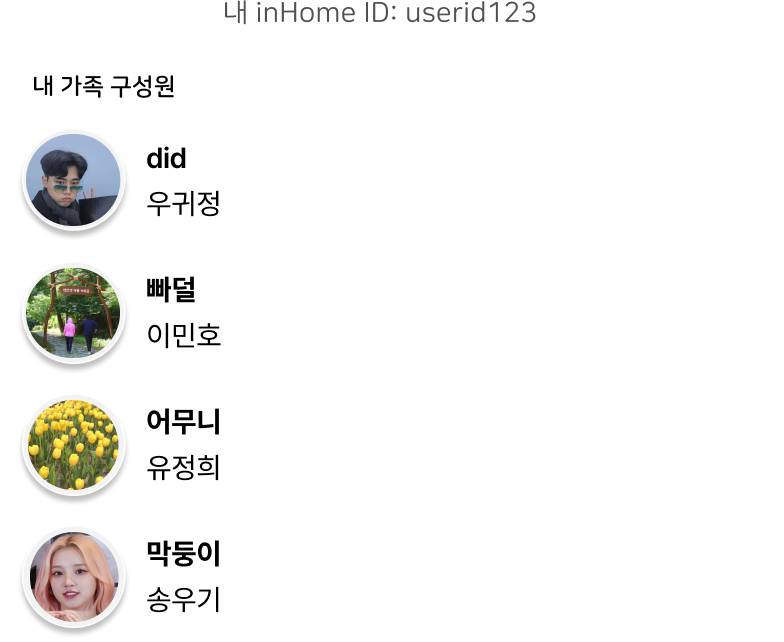 내 inHome ID: userid123
내 가족 구성원
did
우귀정
빠덜
이민호
어무니
유정희
막둥이
송우기